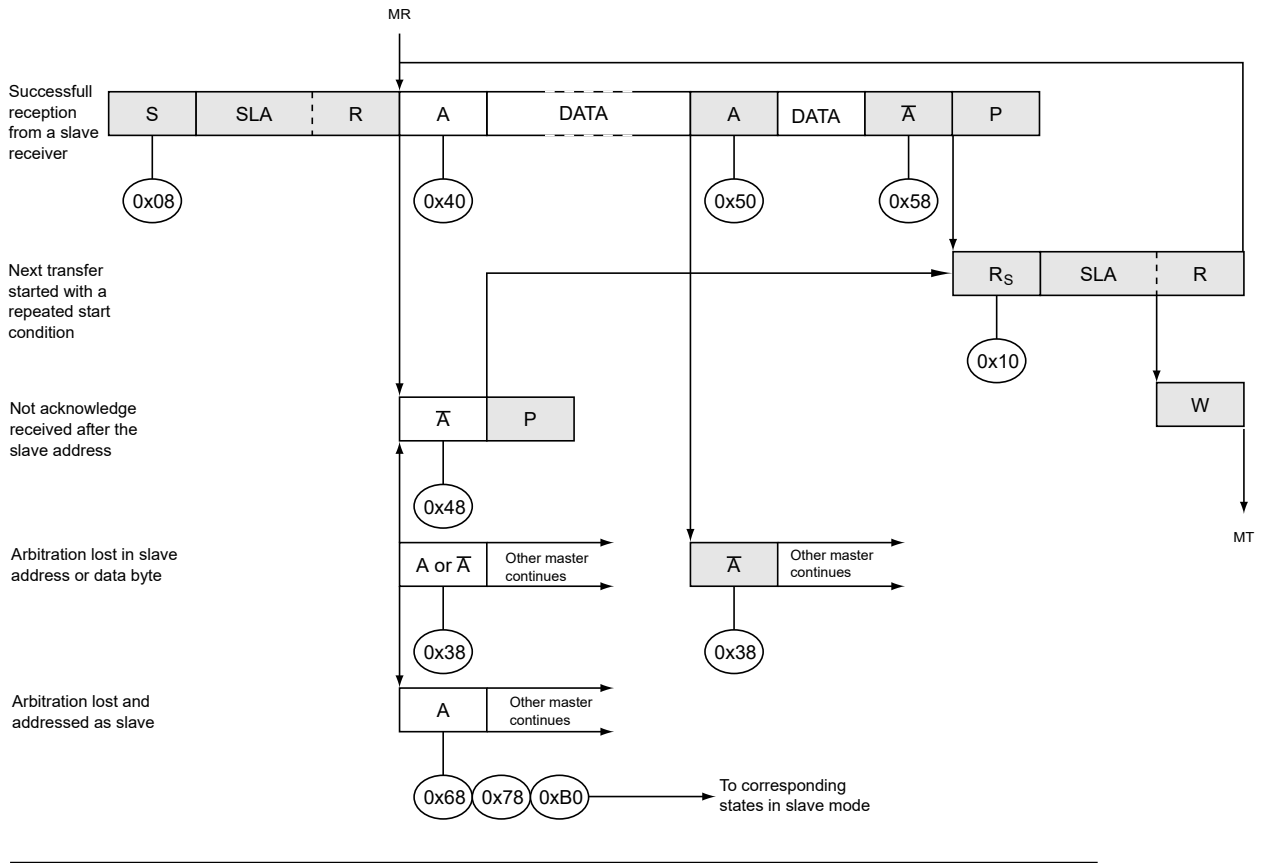 MR
Successfull
reception
from a slave
receiver
S SLA R A DATA A DATA A̅ P
0x08 0x40 0x50 0x58
Next transfer
started with a
repeated start
condition
RS SLA R
0x10
Not acknowledge
received after the
slave address
A̅ P
W
0x48
MT
Arbitration lost in slave
address or data byte
A or A̅
Other master
continues
A̅
Other master
continues
0x38 0x38
Arbitration lost and
addressed as slave
A
Other master
continues
0x68 0x78 0xB0
To corresponding
states in slave mode